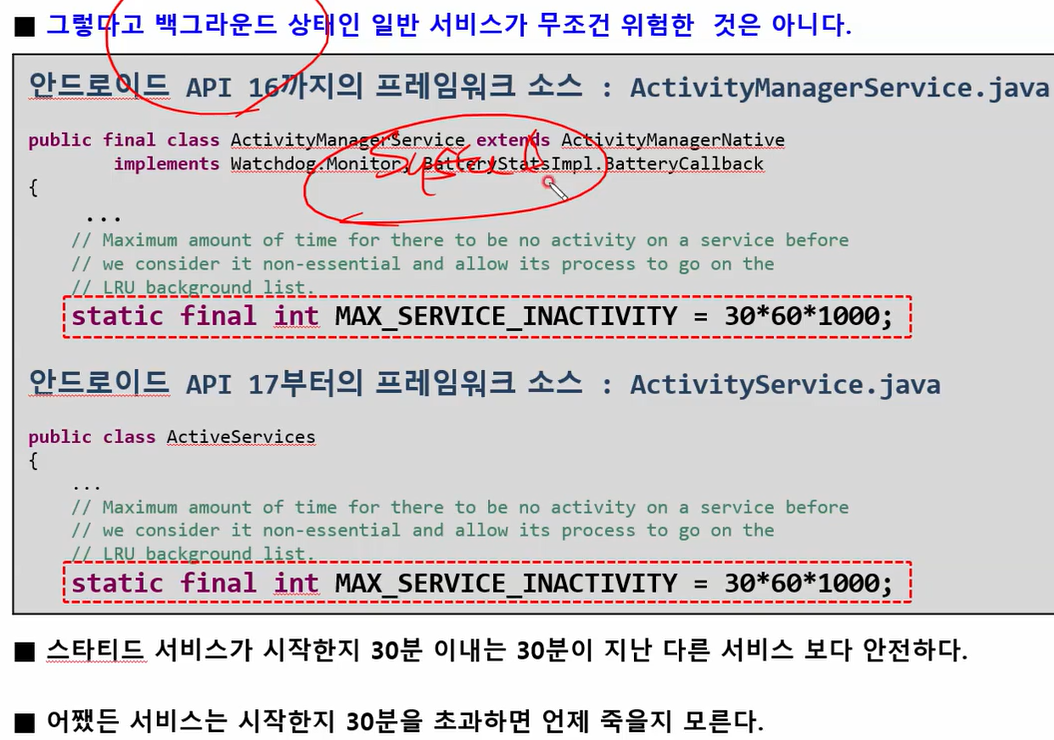 ■ 그렇다고 백그라운드 상태인 일반 서비스가 무조건 위험한 것은 아니다.
안드로이드 API 16까지의 프레임워크 소스 : ActivityManagerService.java
public final class ActivityManagerService extends ActivityManagerNative
implements Watchdog.Monitor, BatteryStatsImpl.BatteryCallback
{
...
// Maximum amount of time for there to be no activity on a service before
// we consider it non-essential and allow its process to go on the
// LRU background list.
static final int MAX_SERVICE_INACTIVITY = 30*60*1000;
안드로이드 API 17부터의 프레임워크 소스 : ActivityService.java
public class ActiveServices
{
...
// Maximum amount of time for there to be no activity on a service before
// we consider it non-essential and allow its process to go on the
// LRU background list.
static final int MAX_SERVICE_INACTIVITY = 30*60*1000;
■ 스타티드 서비스가 시작한지 30분 이내는 30분이 지난 다른 서비스 보다 안전하다.
■ 어쨌든 서비스는 시작한지 30분을 초과하면 언제 죽을지 모른다.